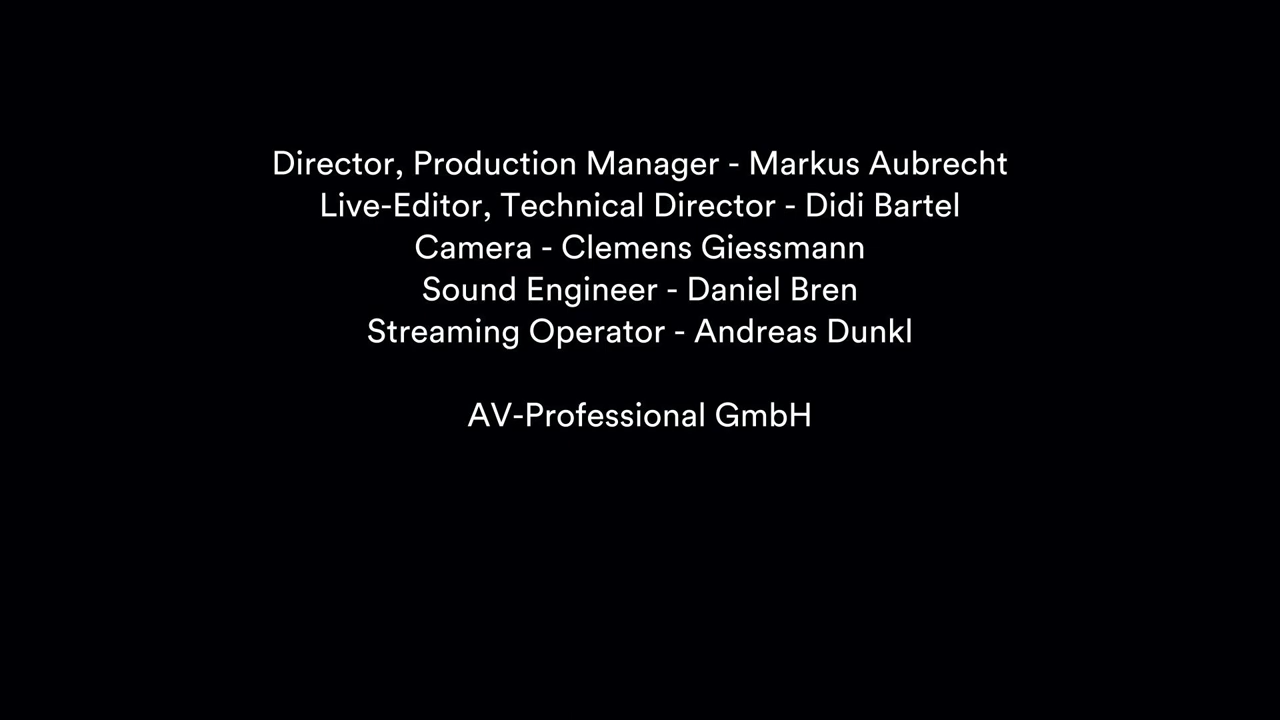 Director, Production Manager - Markus Aubrecht
Live-Editor, Technical Director - Didi Bartel
Camera - Clemens Giessmann
Sound Engineer - Daniel Bren
Streaming Operator - Andreas Dunkl
AV-Professional GmbH